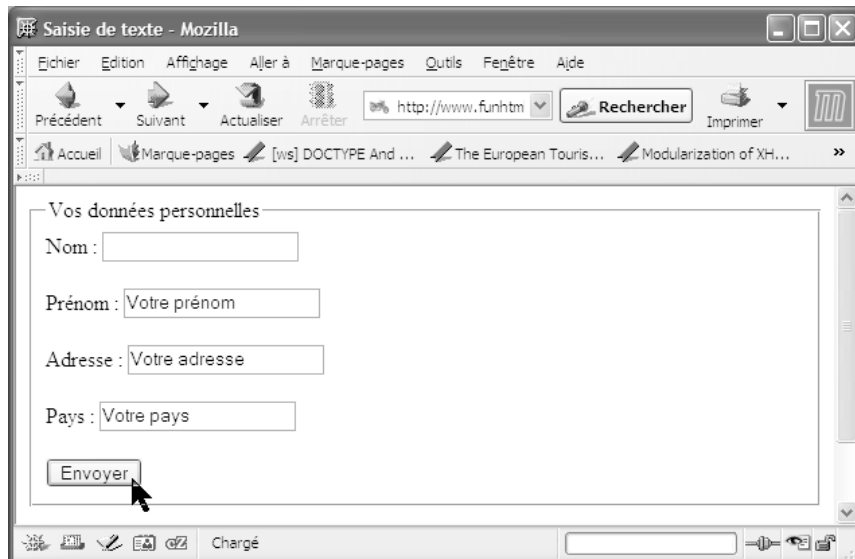 Saisie de texte - Mozilla
Fichier Edition Affichage Aller à Marque-pages Outils Fenêtre Aide
Précédent Suivant Actualiser Arrêter http://www.funhtm Rechercher Imprimer
Accueil Marque-pages [ws] DOCTYPE And ... The European Touris... Modularization of XH... »
Vos données personnelles
Nom :
Prénom : Votre prénom
Adresse : Votre adresse
Pays : Votre pays
Envoyer
Chargé